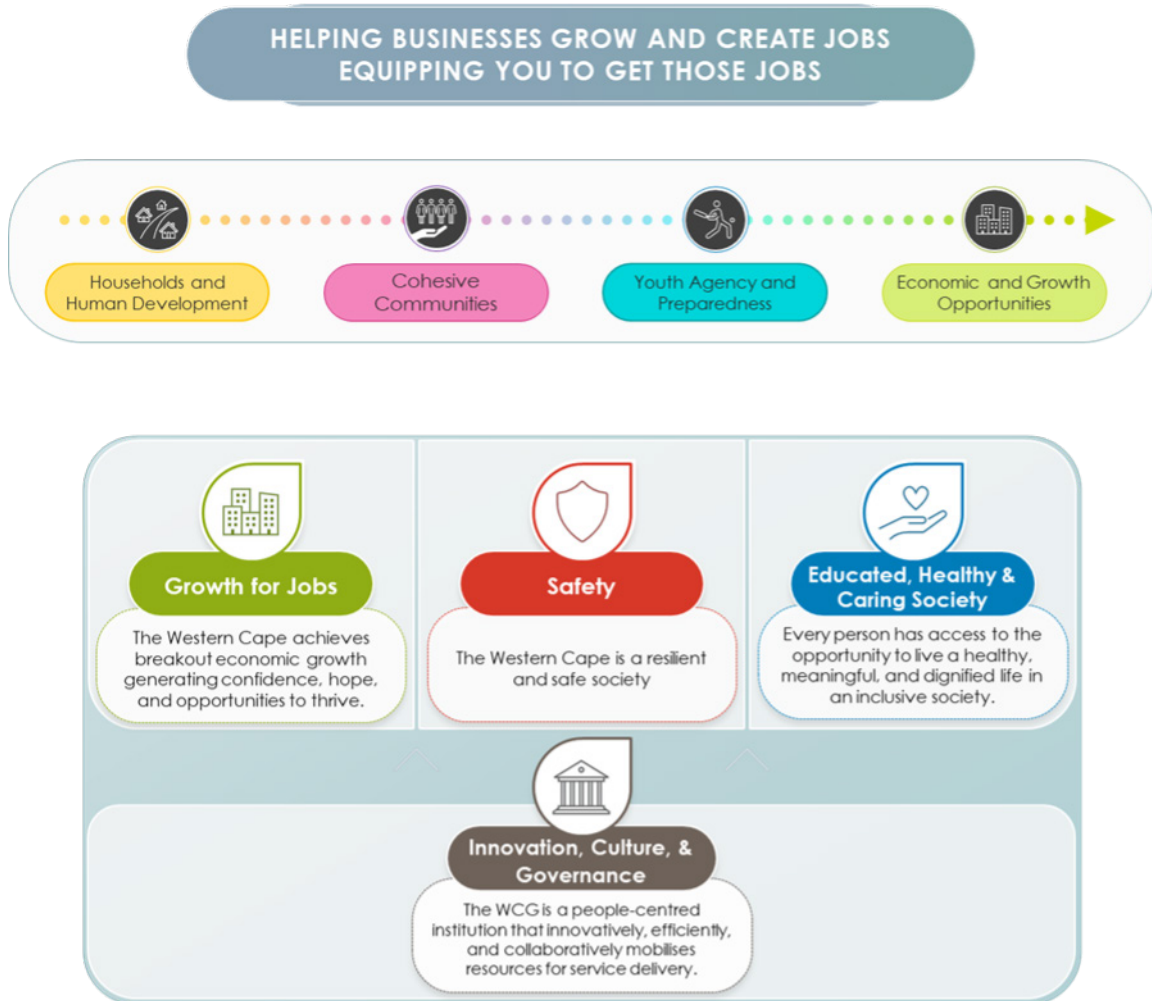 HELPING BUSINESSES GROW AND CREATE JOBS
EQUIPPING YOU TO GET THOSE JOBS
Households and
Human Development
Cohesive
Communities
Youth Agency and
Preparedness
Economic and Growth
Opportunities
Growth for Jobs
The Western Cape achieves
breakout economic growth
generating confidence, hope,
and opportunities to thrive.
Safety
The Western Cape is a resilient
and safe society
Educated, Healthy &
Caring Society
Every person has access to the
opportunity to live a healthy,
meaningful, and dignified life in
an inclusive society.
Innovation, Culture, &
Governance
The WCG is a people-centred
institution that innovatively, efficiently,
and collaboratively mobilises
resources for service delivery.